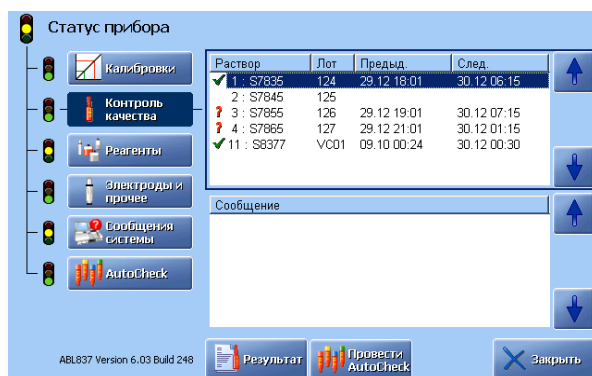 Статус прибора
Калибровки
Контроль
качества
Реагенты
Электроды и
прочее
Сообщения
системы
AutoCheck
Раствор Лот Предыд. След.
1 : S7835 124 29.12 18:01 30.12 06:15
2 : S7845 125
? 3 : S7855 126 29.12 19:01 30.12 07:15
? 4 : S7865 127 29.12 21:01 30.12 01:15
11 : S8377 VC01 09.10 00:24 30.12 00:30
Сообщение
ABL837 Version 6.03 Build 248
Результат
Провести
AutoCheck
Закрыть